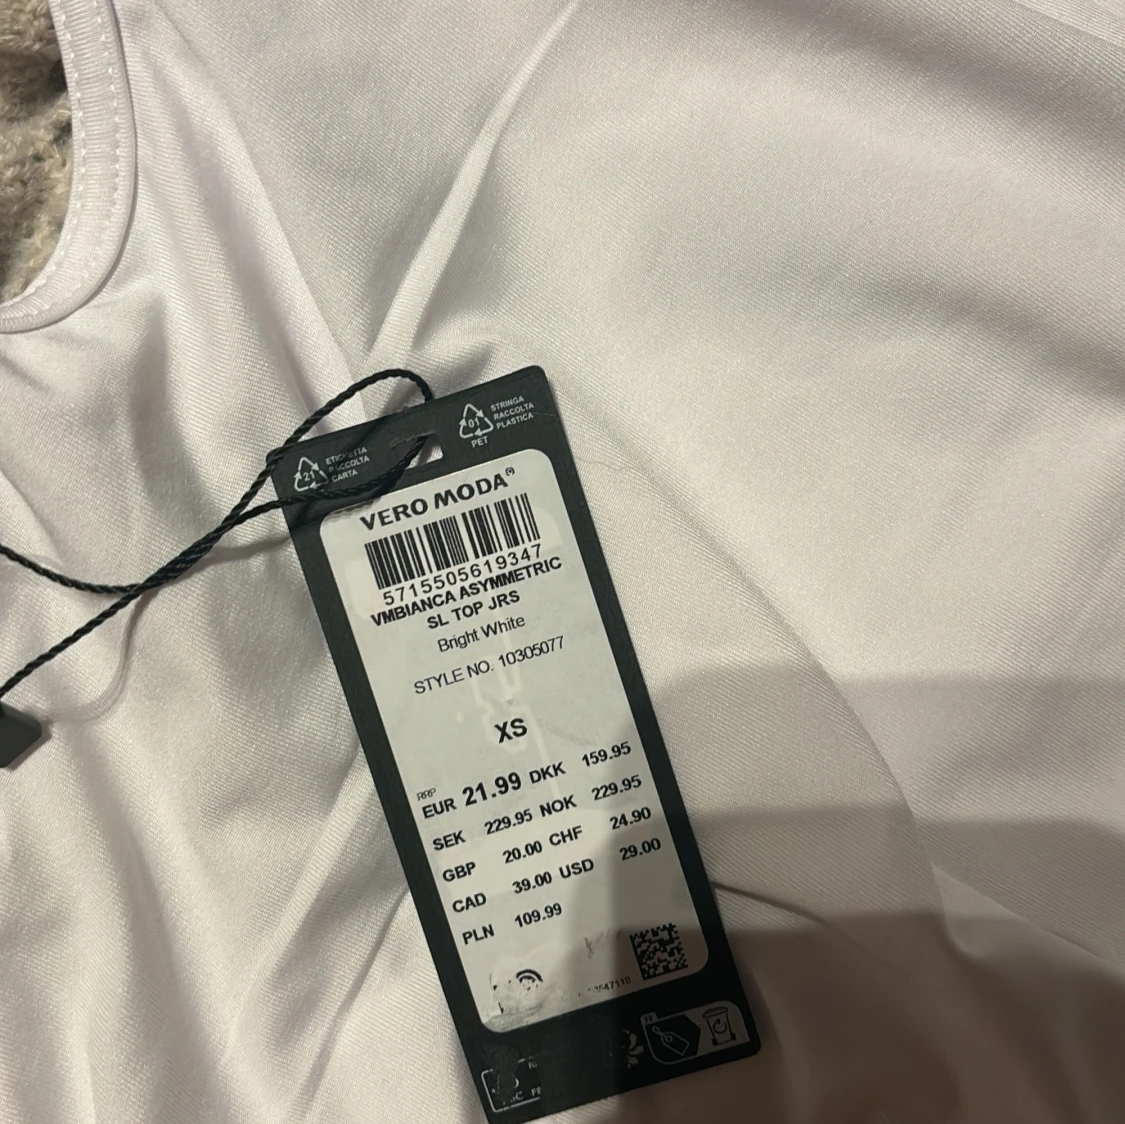 STRINGA
RACCOLTA
PLASTICA
01
PET
ETICHETTA
RACCOLTA
CARTA
21
VERO MODA®
5715505619347
VMBIANCA ASYMMETRIC
SL TOP JRS
Bright White
STYLE NO. 10305077
XS
RRP
EUR 21.99 DKK 159.95
SEK 229.95 NOK 229.95
GBP 20.00 CHF 24.90
CAD 39.00 USD 29.00
PLN 109.99